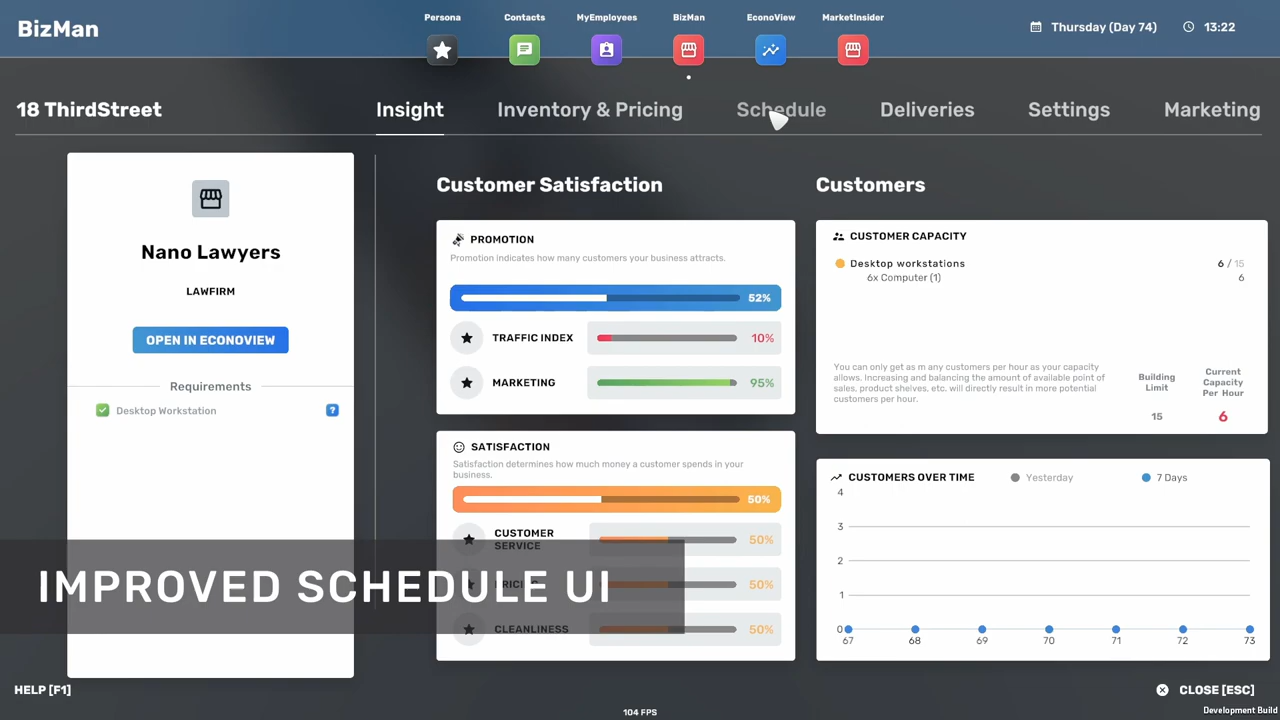 BizMan
Persona
Contacts
MyEmployees
BizMan
EconoView
MarketInsider
Thursday (Day 74)
13:22
18 ThirdStreet
Insight
Inventory & Pricing
Schedule
Deliveries
Settings
Marketing
Nano Lawyers
LAWFIRM
OPEN IN ECONOVIEW
Requirements
Desktop Workstation
?
Customer Satisfaction
PROMOTION
Promotion indicates how many customers your business attracts.
52%
TRAFFIC INDEX
10%
MARKETING
95%
SATISFACTION
Satisfaction determines how much money a customer spends in your
business.
50%
CUSTOMER
SERVICE
50%
PRICING
50%
CLEANLINESS
50%
Customers
CUSTOMER CAPACITY
Desktop workstations
6 / 15
6x Computer (1)
6
You can only get as m any customers per hour as your capacity
allows. Increasing and balancing the amount of available point of
sales, product shelves, etc. will directly result in more potential
customers per hour.
Building
Limit
15
Current
Capacity
Per Hour
6
CUSTOMERS OVER TIME
Yesterday
7 Days
4
3
2
1
0
67 68 69 70 71 72 73
IMPROVED SCHEDULE UI
HELP [F1]
CLOSE [ESC]
104 FPS
Development Build